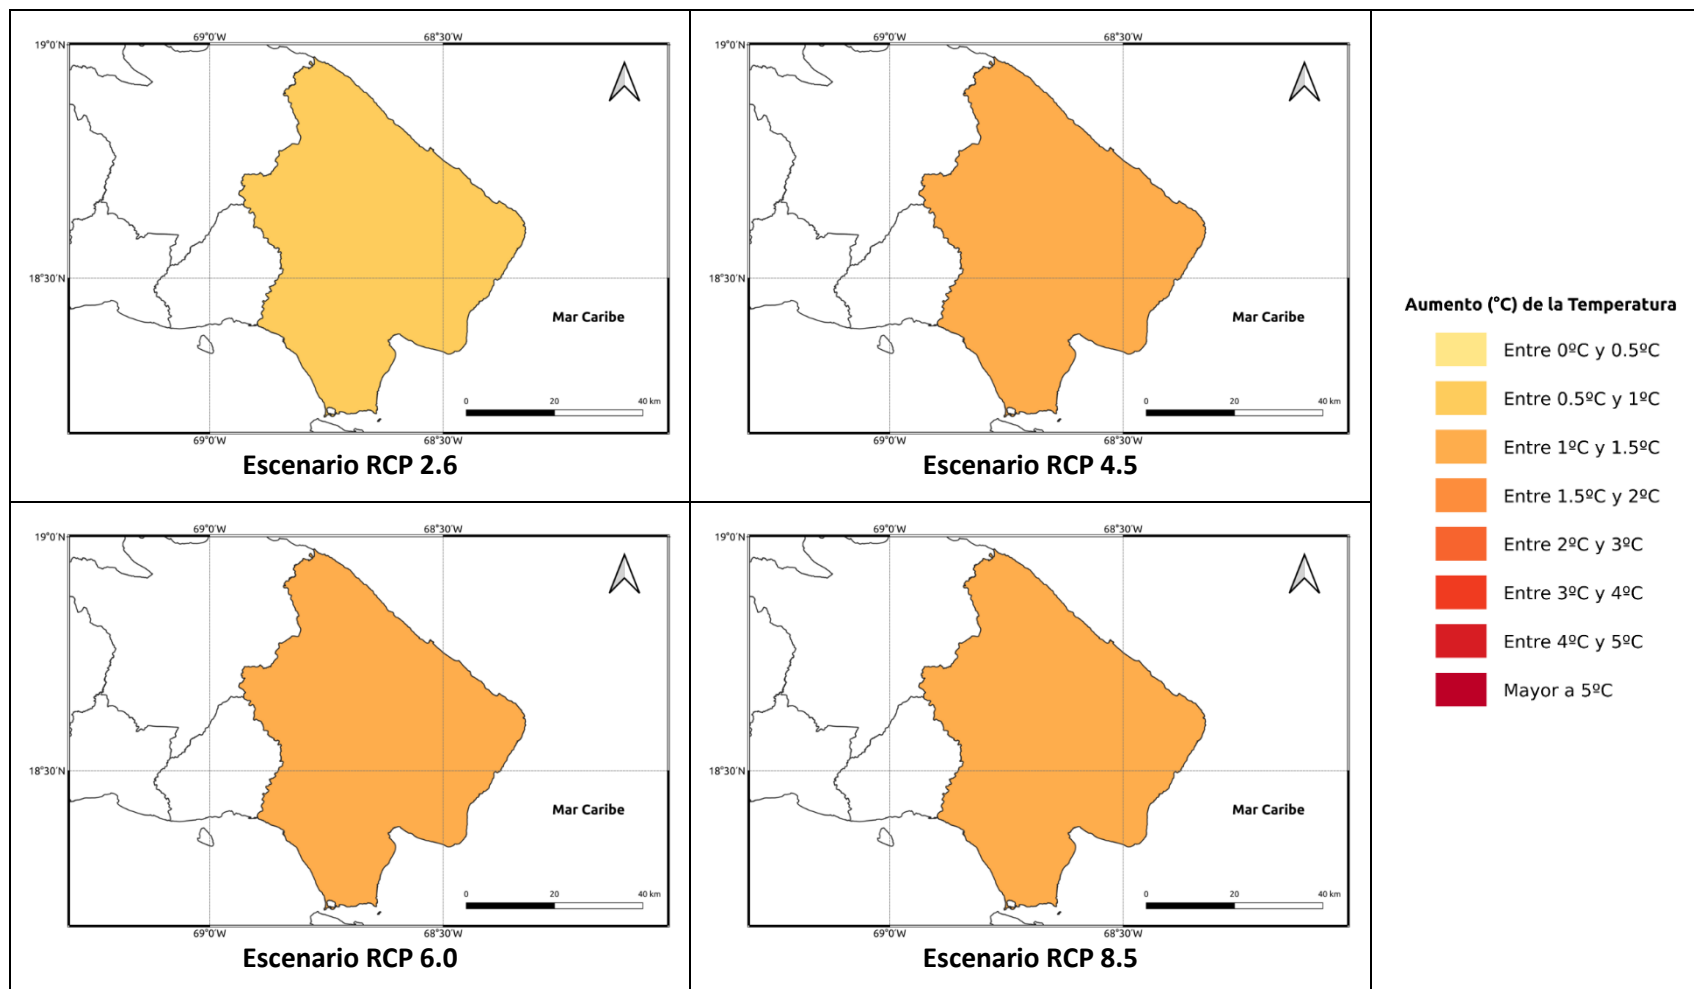 69°0'W 68°30'W
19°0'N
18°30'N
Mar Caribe
0 20 40 km
69°0'W 68°30'W
Escenario RCP 2.6
69°0'W 68°30'W
19°0'N
18°30'N
Mar Caribe
0 20 40 km
69°0'W 68°30'W
Escenario RCP 4.5
69°0'W 68°30'W
19°0'N
18°30'N
Mar Caribe
0 20 40 km
69°0'W 68°30'W
Escenario RCP 6.0
69°0'W 68°30'W
19°0'N
18°30'N
Mar Caribe
0 20 40 km
69°0'W 68°30'W
Escenario RCP 8.5
Aumento (°C) de la Temperatura
Entre 0ºC y 0.5ºC
Entre 0.5ºC y 1ºC
Entre 1ºC y 1.5ºC
Entre 1.5ºC y 2ºC
Entre 2ºC y 3ºC
Entre 3ºC y 4ºC
Entre 4ºC y 5ºC
Mayor a 5ºC